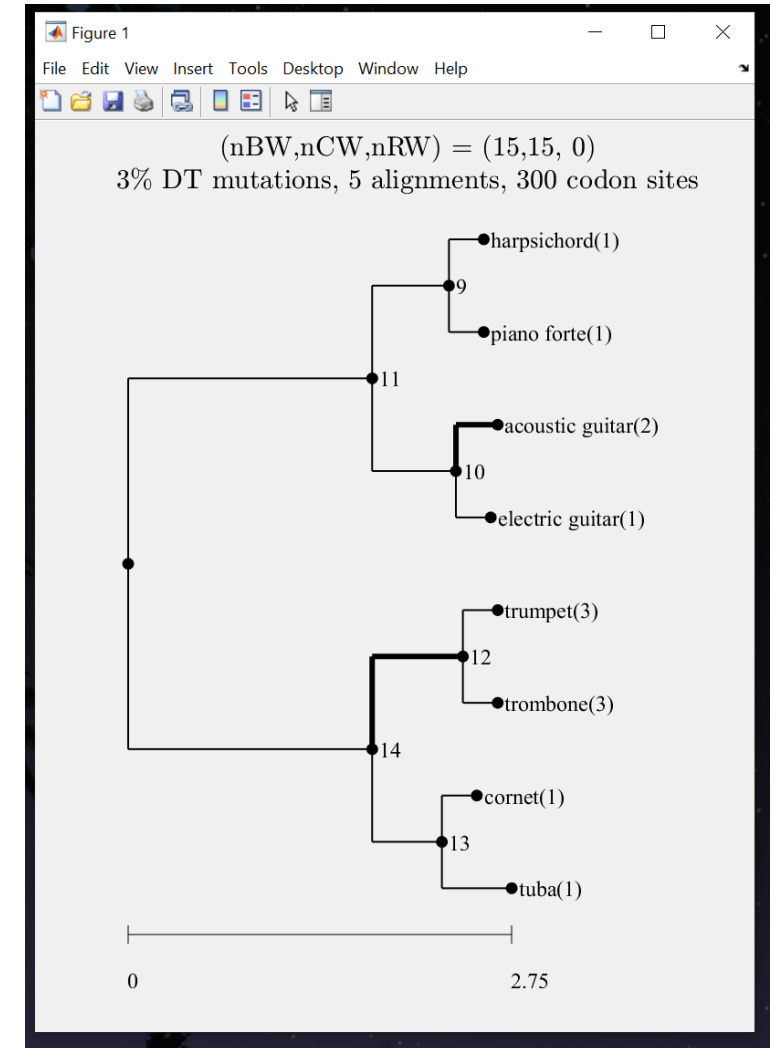 Figure 1
File Edit View Insert Tools Desktop Window Help
(nBW,nCW,nRW) = (15,15, 0)
3% DT mutations, 5 alignments, 300 codon sites
harpsichord(1)
9
piano forte(1)
11
acoustic guitar(2)
10
electric guitar(1)
trumpet(3)
12
trombone(3)
14
cornet(1)
13
tuba(1)
0 2.75